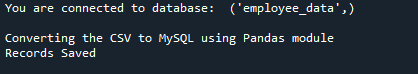 You are connected to database:  ('employee_data',)
Converting the CSV to MySQL using Pandas module
Records Saved